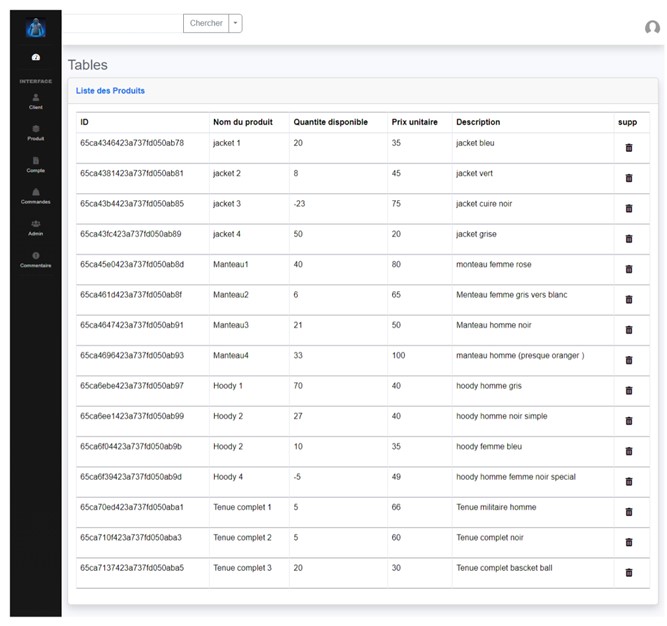 Chercher
Tables
INTERFACE
Client
Produit
Compte
Commandes
Admin
Commentaire
Liste des Produits
ID Nom du produit Quantite disponible Prix unitaire Description supp
65ca4346423a737fd050ab78 jacket 1 20 35 jacket bleu
65ca4381423a737fd050ab81 jacket 2 8 45 jacket vert
65ca43b4423a737fd050ab85 jacket 3 -23 75 jacket cuire noir
65ca43fc423a737fd050ab89 jacket 4 50 20 jacket grise
65ca45e0423a737fd050ab8d Manteau1 40 80 monteau femme rose
65ca461d423a737fd050ab8f Manteau2 6 65 Menteau femme gris vers blanc
65ca4647423a737fd050ab91 Manteau3 21 50 Manteau homme noir
65ca4696423a737fd050ab93 Manteau4 33 100 manteau homme (presque oranger )
65ca6ebe423a737fd050ab97 Hoody 1 70 40 hoody homme gris
65ca6ee1423a737fd050ab99 Hoody 2 27 40 hoody homme noir simple
65ca6f04423a737fd050ab9b Hoody 2 10 35 hoody femme bleu
65ca6f39423a737fd050ab9d Hoody 4 -5 49 hoody homme femme noir special
65ca70ed423a737fd050aba1 Tenue complet 1 5 66 Tenue militaire homme
65ca710f423a737fd050aba3 Tenue complet 2 5 60 Tenue complet noir
65ca7137423a737fd050aba5 Tenue complet 3 20 30 Tenue complet bascket ball